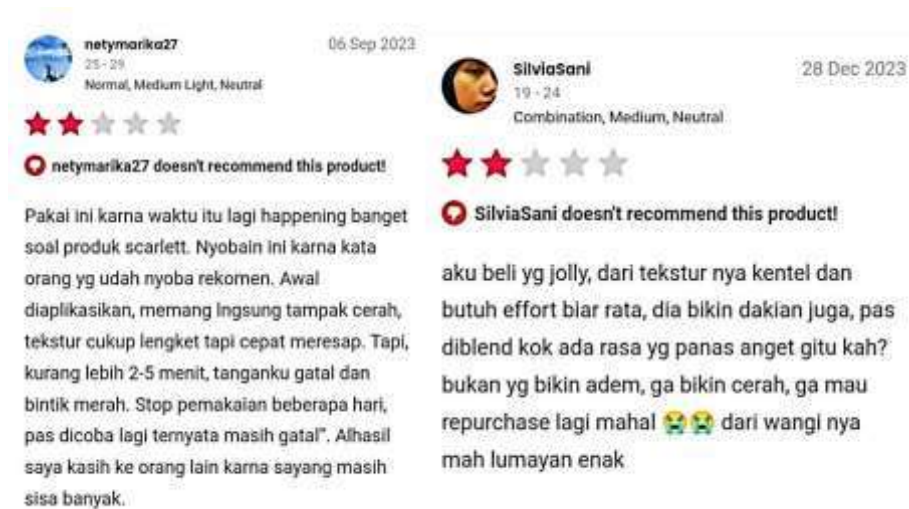 netymarika27
06 Sep 2023
25 - 29
Normal, Medium Light, Neutral
netymarika27 doesn't recommend this product!
Pakai ini karna waktu itu lagi happening banget
soal produk scarlett. Nyobain ini karna kata
orang yg udah nyoba rekomen. Awal
diaplikasikan, memang lngsung tampak cerah,
tekstur cukup lengket tapi cepat meresap. Tapi,
kurang lebih 2-5 menit, tanganku gatal dan
bintik merah. Stop pemakaian beberapa hari,
pas dicoba lagi ternyata masih gatal". Alhasil
saya kasih ke orang lain karna sayang masih
sisa banyak.
SilviaSani
28 Dec 2023
19 - 24
Combination, Medium, Neutral
SilviaSani doesn't recommend this product!
aku beli yg jolly, dari tekstur nya kentel dan
butuh effort biar rata, dia bikin dakian juga, pas
diblend kok ada rasa yg panas anget gitu kah?
bukan yg bikin adem, ga bikin cerah, ga mau
repurchase lagi mahal 😭😭 dari wangi nya
mah lumayan enak